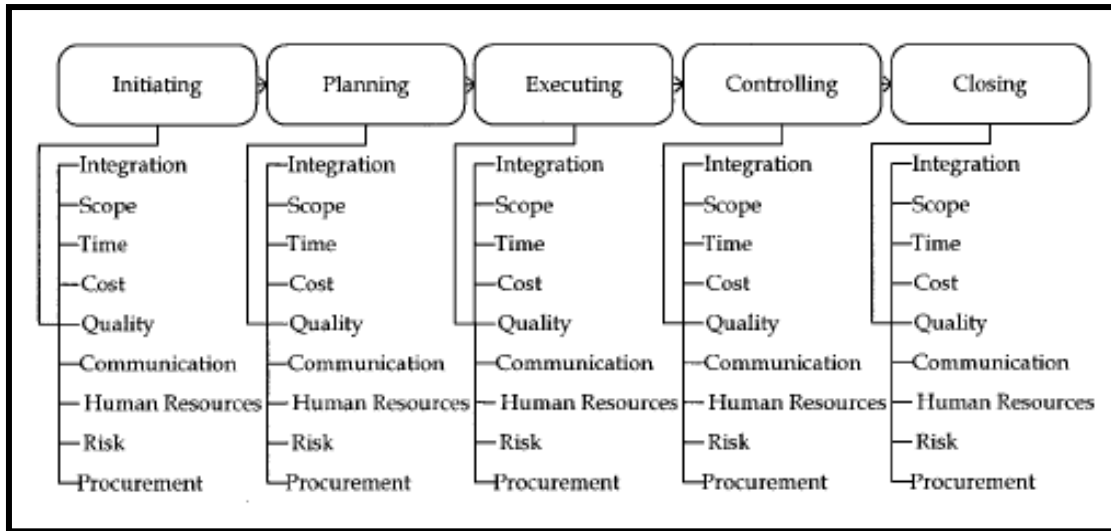 Initiating Planning Executing Controlling Closing
Integration Integration Integration Integration Integration
Scope Scope Scope Scope Scope
Time Time Time Time Time
Cost Cost Cost Cost Cost
Quality Quality Quality Quality Quality
Communication Communication Communication Communication Communication
Human Resources Human Resources Human Resources Human Resources Human Resources
Risk Risk Risk Risk Risk
Procurement Procurement Procurement Procurement Procurement